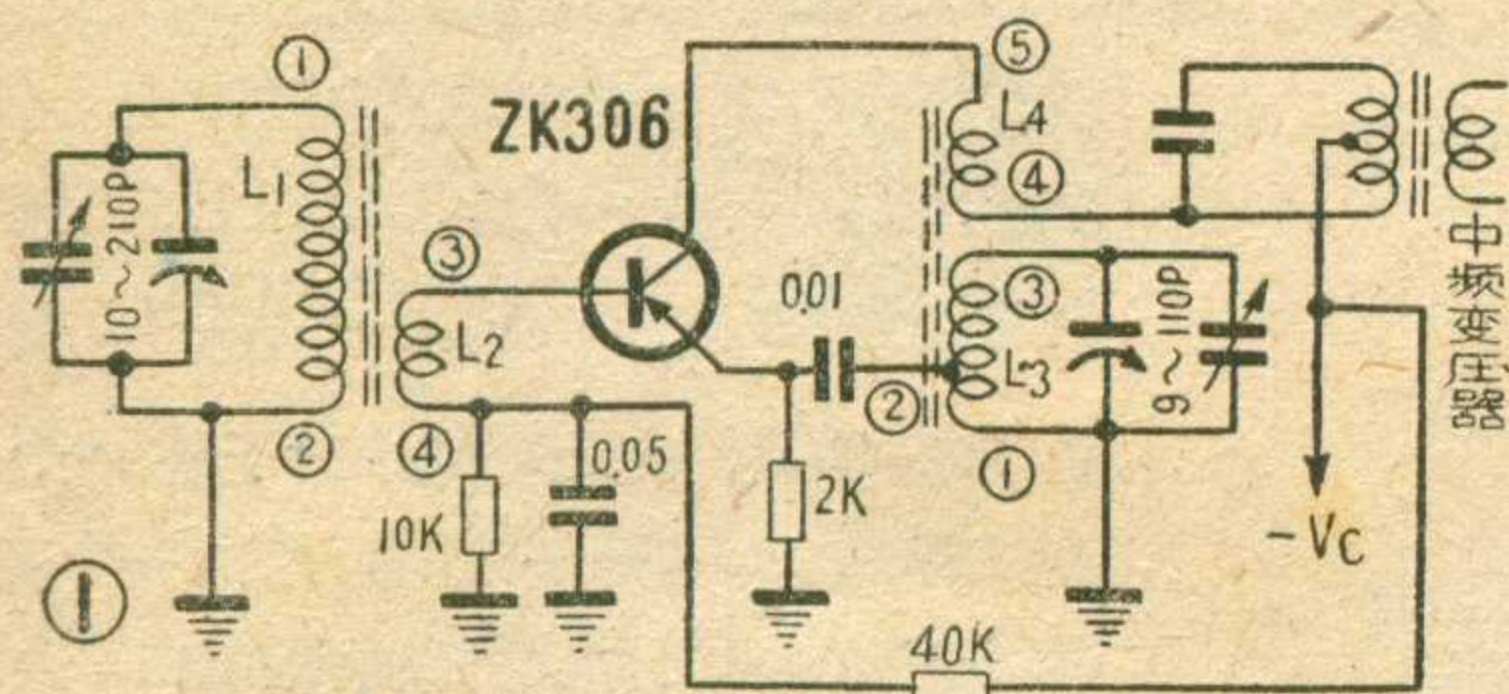 ①
ZK306
⑤
L1
10~210P
L4
④
③
0.01
③
L2
L3
9~110P
中频变压器
②
②
④
①
10K
0.05
2K
-Vc
①
40K